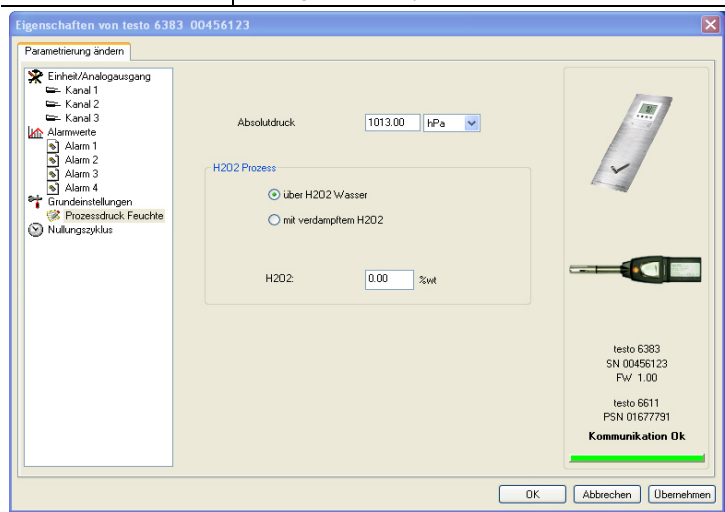 Eigenschaften von testo 6383 00456123
Parametrierung ändern
Einheit/Analogausgang
Kanal 1
Kanal 2
Kanal 3
Alarmwerte
Alarm 1
Alarm 2
Alarm 3
Alarm 4
Grundeinstellungen
Prozessdruck Feuchte
Nullungszyklus
Absolutdruck 1013.00 hPa
H2O2 Prozess
über H2O2 Wasser
mit verdampftem H2O2
H2O2: 0.00 %wt
testo 6383
SN 00456123
FW 1.00
testo 6611
PSN 01677791
Kommunikation Ok
OK Abbrechen Übernehmen